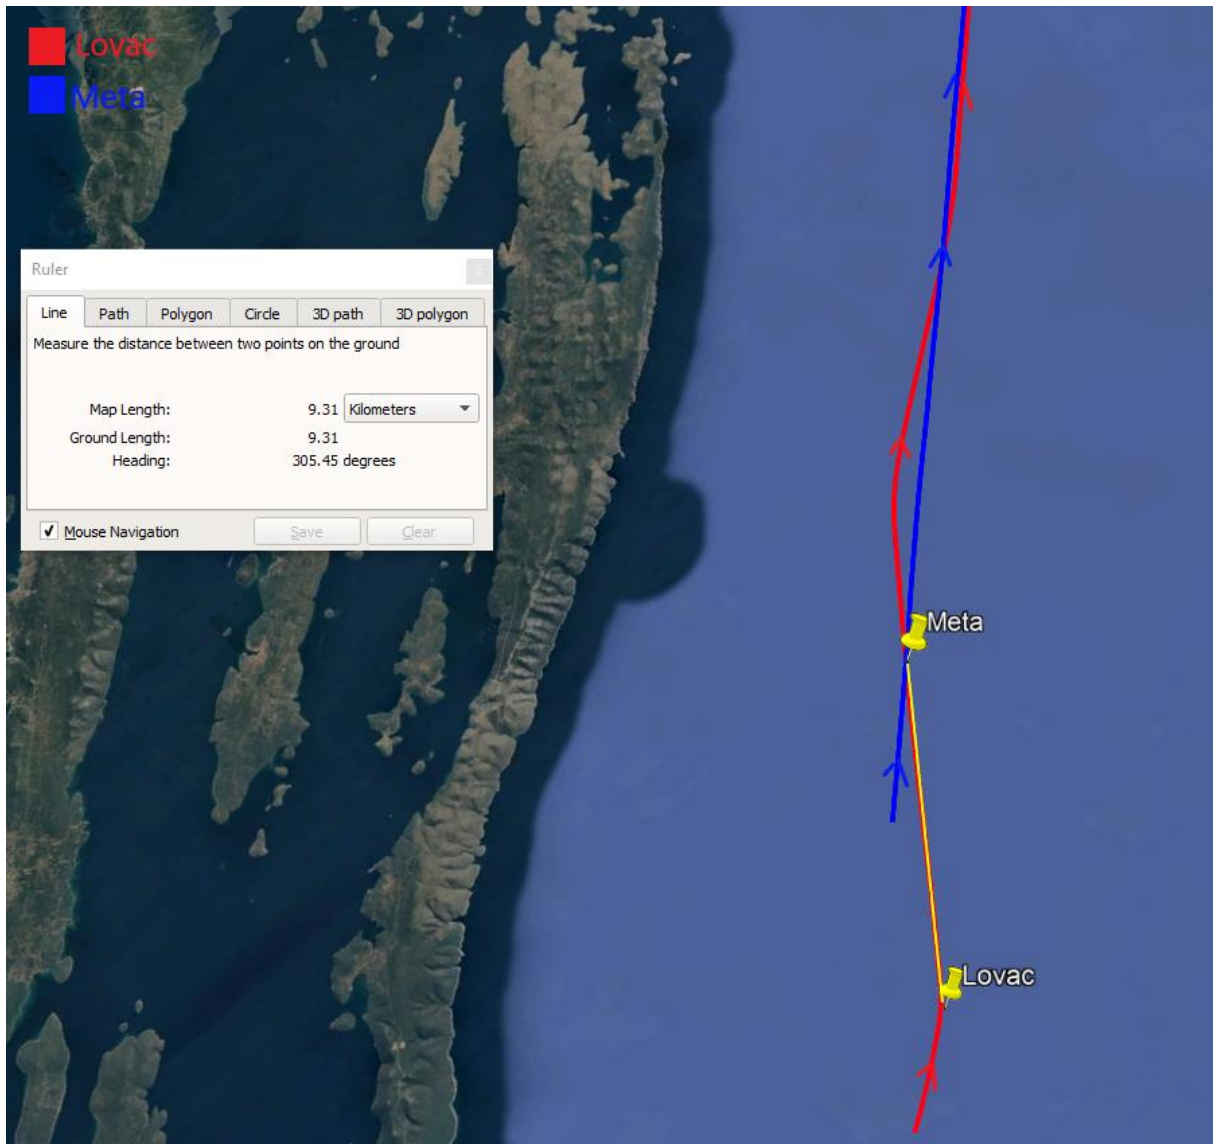 Lovac
Meta
Ruler
Line Path Polygon Circle 3D path 3D polygon
Measure the distance between two points on the ground
Map Length: 9.31 Kilometers
Ground Length: 9.31
Heading: 305.45 degrees
Mouse Navigation Save Clear
Meta
Lovac